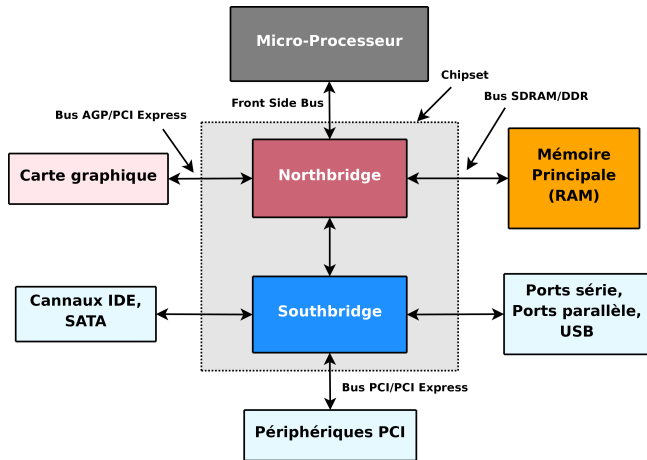 Micro-Processeur
Chipset
Front Side Bus
Bus SDRAM/DDR
Bus AGP/PCI Express
Carte graphique
Northbridge
Mémoire
Principale
(RAM)
Cannaux IDE,
SATA
Southbridge
Ports série,
Ports parallèle,
USB
Bus PCI/PCI Express
Périphériques PCI